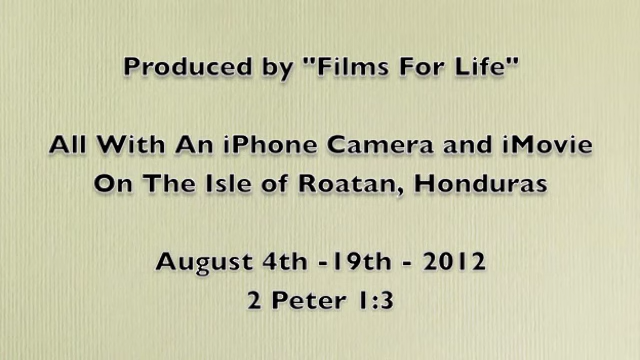 Produced by "Films For Life"
All With An iPhone Camera and iMovie
On The Isle of Roatan, Honduras
August 4th -19th - 2012
2 Peter 1:3